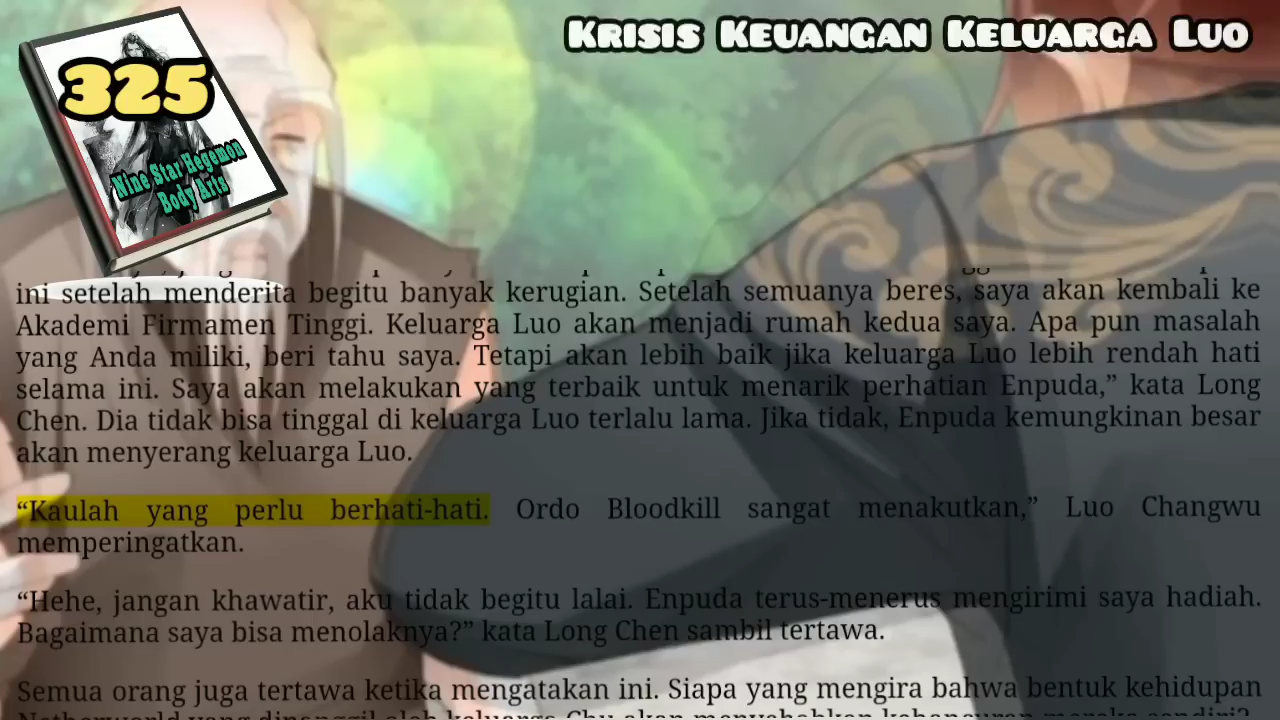 Krisis Keuangan Keluarga Luo
325
Nine Star Hegemon
Body Arts
ini setelah menderita begitu banyak kerugian. Setelah semuanya beres, saya akan kembali ke
Akademi Firmamen Tinggi. Keluarga Luo akan menjadi rumah kedua saya. Apa pun masalah
yang Anda miliki, beri tahu saya. Tetapi akan lebih baik jika keluarga Luo lebih rendah hati
selama ini. Saya akan melakukan yang terbaik untuk menarik perhatian Enpuda,” kata Long
Chen. Dia tidak bisa tinggal di keluarga Luo terlalu lama. Jika tidak, Enpuda kemungkinan besar
akan menyerang keluarga Luo.
“Kaulah yang perlu berhati-hati. Ordo Bloodkill sangat menakutkan,” Luo Changwu
memperingatkan.
“Hehe, jangan khawatir, aku tidak begitu lalai. Enpuda terus-menerus mengirimi saya hadiah.
Bagaimana saya bisa menolaknya?” kata Long Chen sambil tertawa.
Semua orang juga tertawa ketika mengatakan ini. Siapa yang mengira bahwa bentuk kehidupan